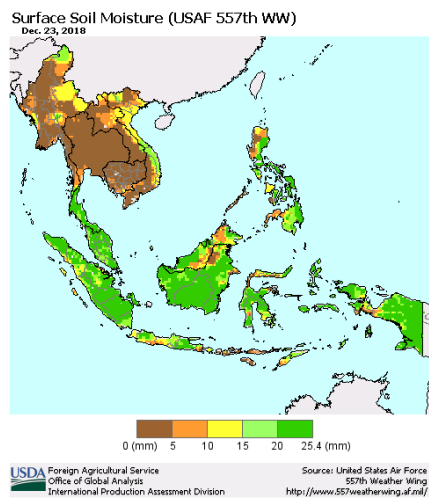 Surface Soil Moisture (USAF 557th WW)
Dec. 23, 2018
0 (mm) 5 10 15 20 25.4 (mm)
USDA Foreign Agricultural Service
Office of Global Analysis
International Production Assessment Division
Source: United States Air Force
557th Weather Wing
http://www.557weatherwing.af.mil/